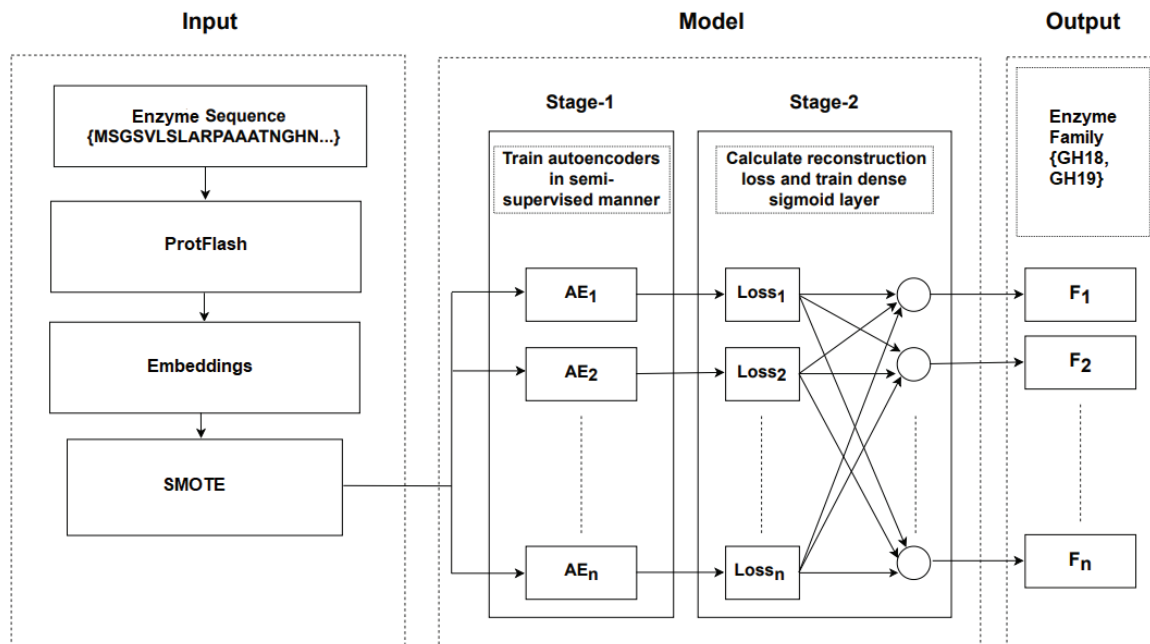 Input
Model
Output
Enzyme Sequence
{MSGSVLSLARPAAATNGHN...}
ProtFlash
Embeddings
SMOTE
Stage-1
Train autoencoders
in semi-
supervised manner
AE1
AE2
AEn
Stage-2
Calculate reconstruction
loss and train dense
sigmoid layer
Loss1
Loss2
Lossn
Enzyme
Family
{GH18,
GH19}
F1
F2
Fn